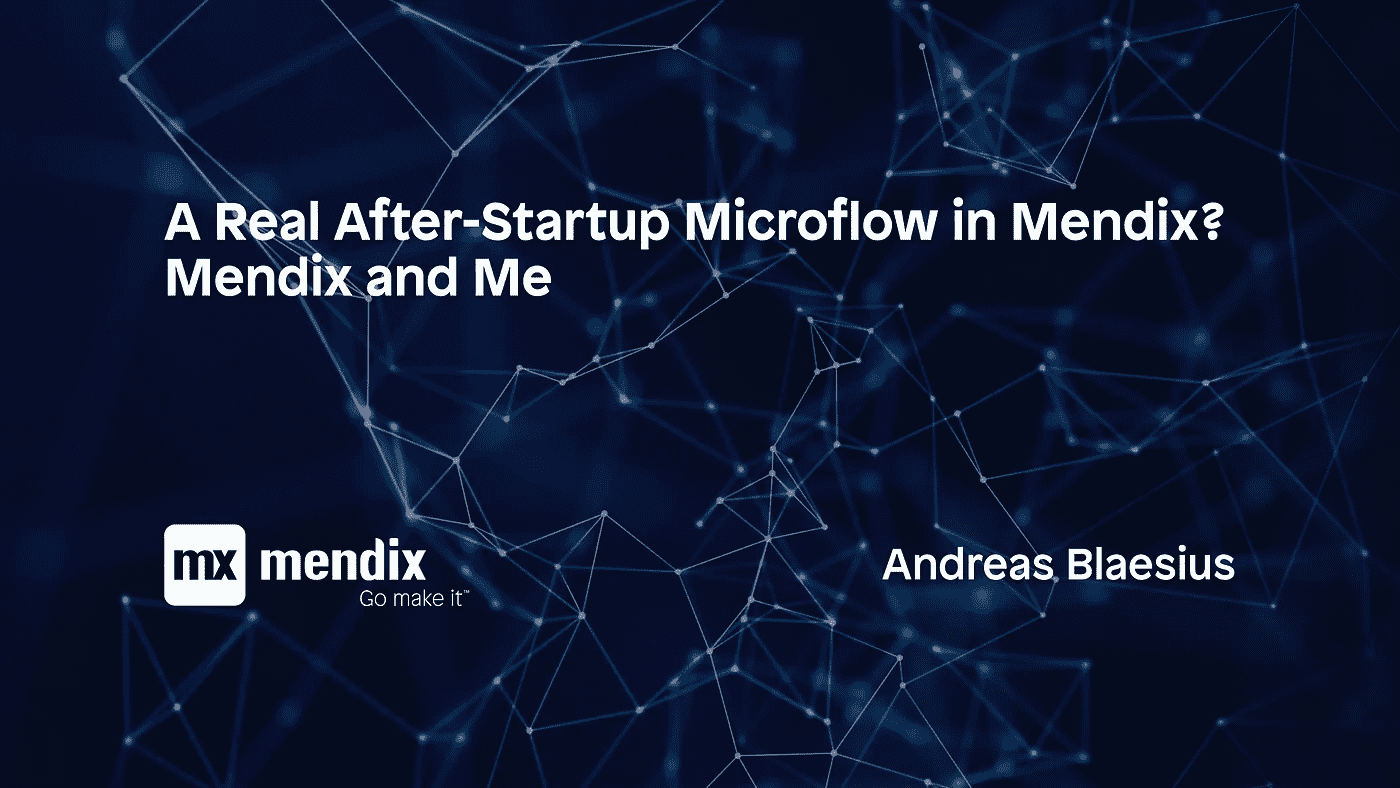 A Real After-Startup Microflow in Mendix?
Mendix and Me
mx mendix
Go make it™
Andreas Blaesius